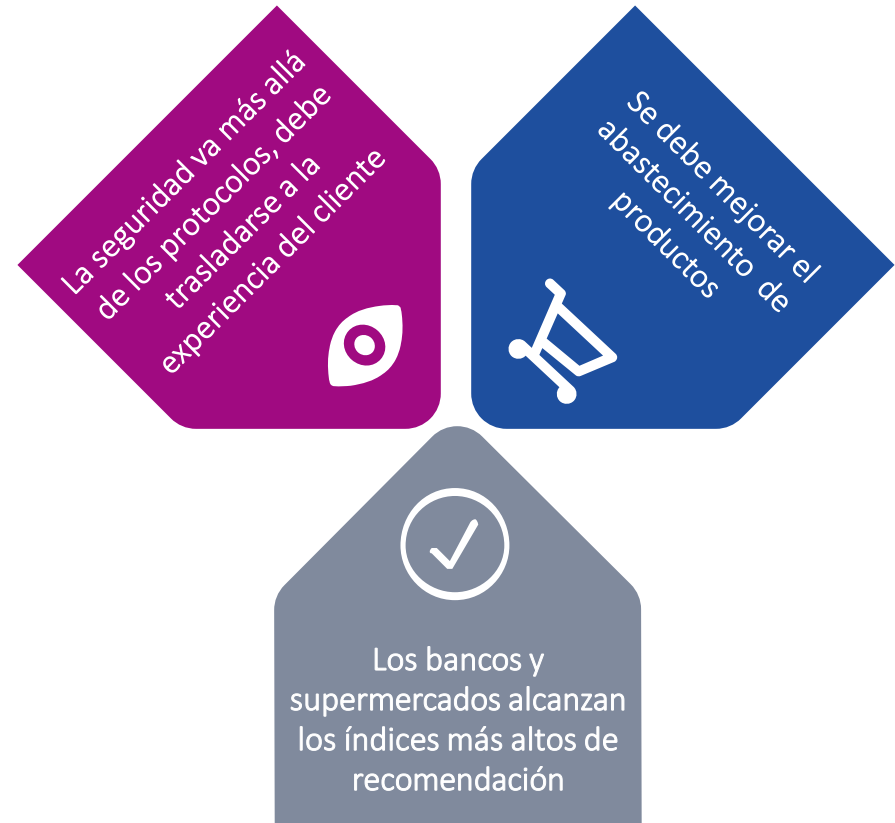 La seguridad va más allá
de los protocolos, debe
trasladarse a la
experiencia del cliente
Se debe mejorar el
abastecimiento de
productos
Los bancos y
supermercados alcanzan
los índices más altos de
recomendación